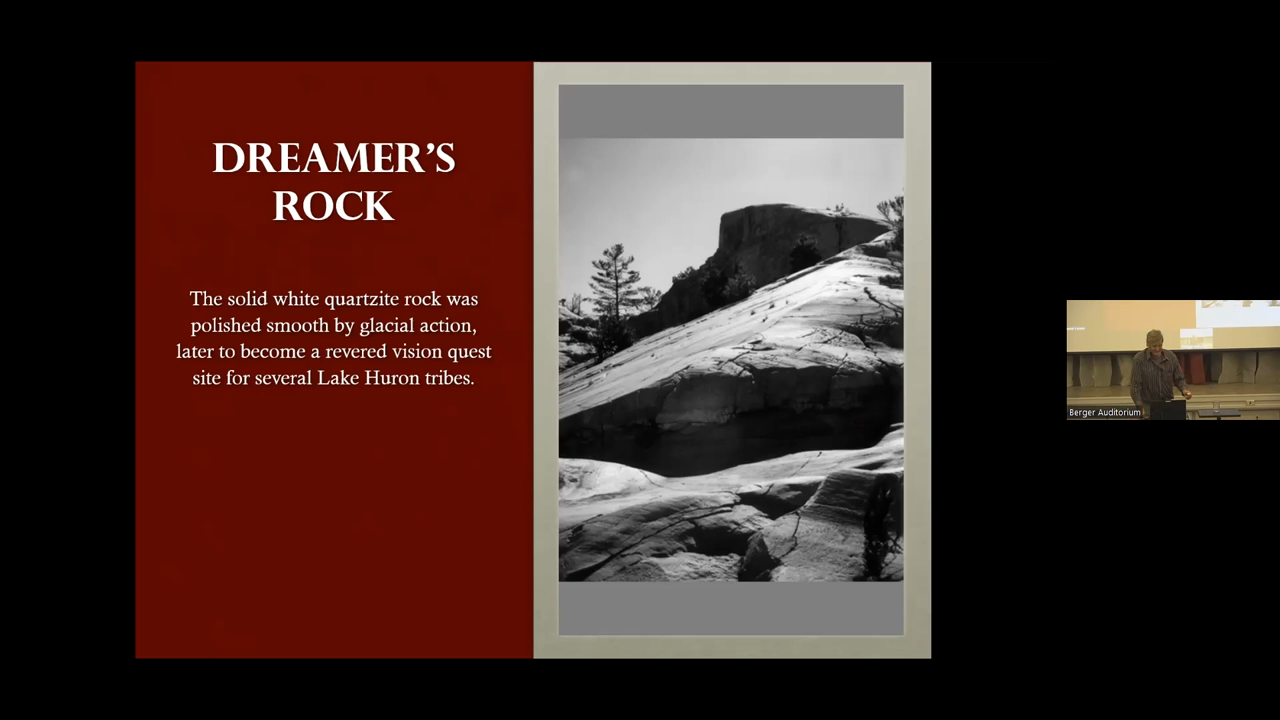 DREAMER'S
ROCK
The solid white quartzite rock was
polished smooth by glacial action,
later to become a revered vision quest
site for several Lake Huron tribes.
Berger Auditorium